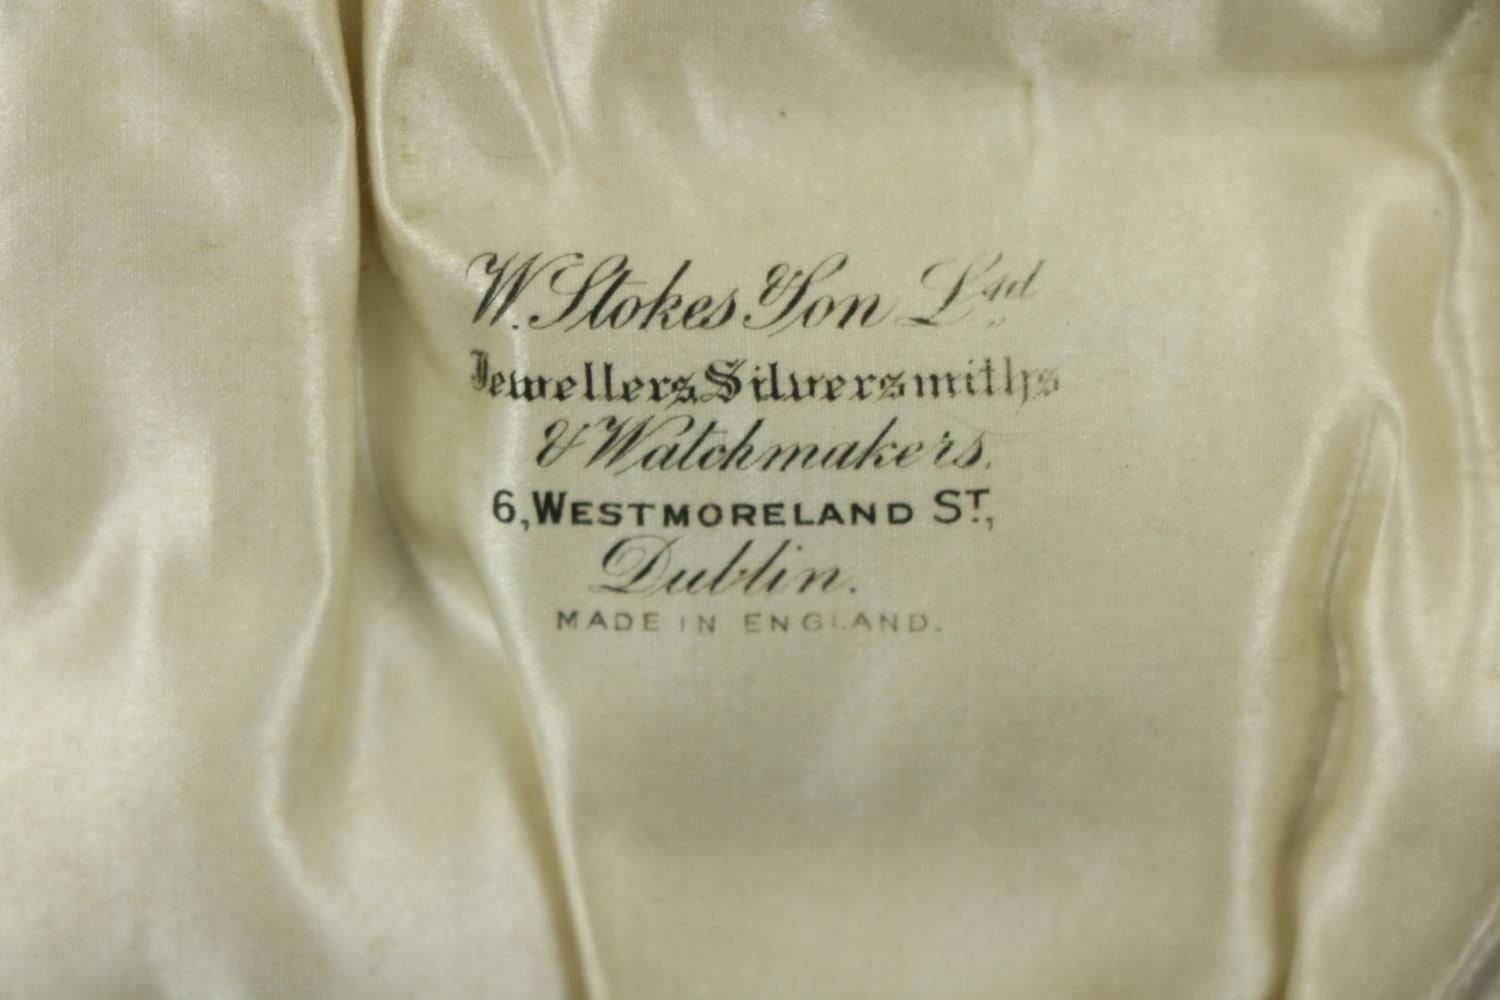 W. Stokes & Son Ltd
Jewellers, Silversmiths
& Watchmakers,
6, WESTMORELAND ST,
Dublin.
MADE IN ENGLAND.